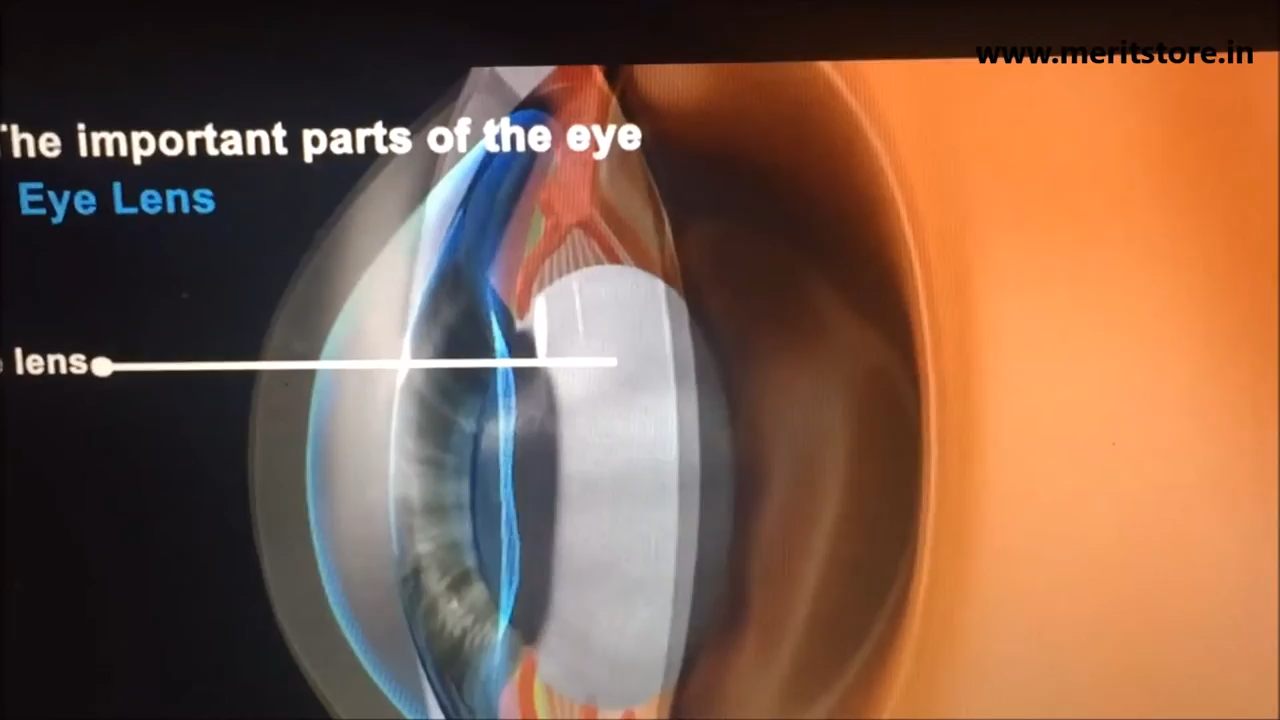 www.meritstore.in
The important parts of the eye
Eye Lens
lens